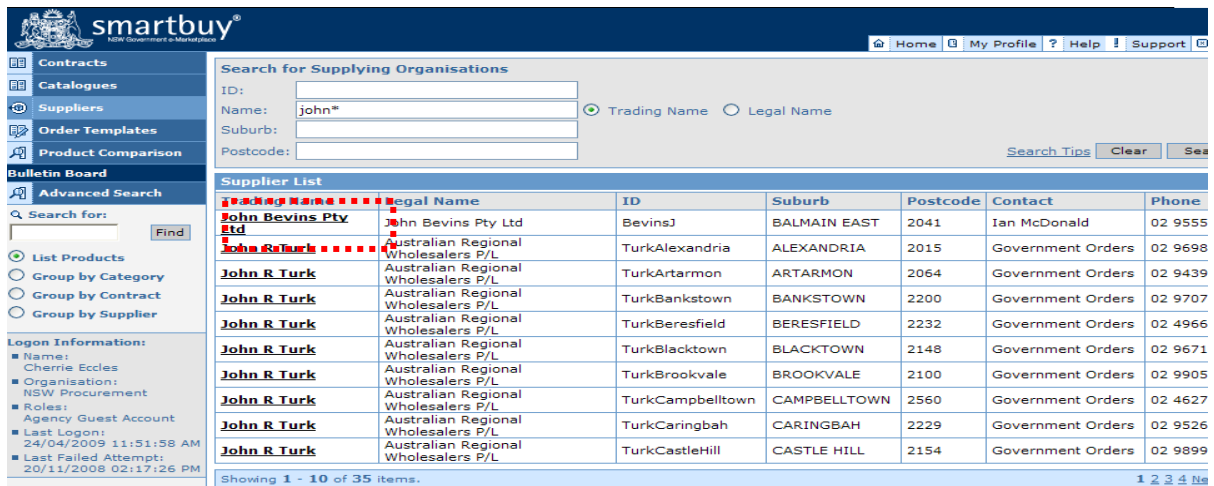 smartbuy®
NSW Government e-Marketplace
Home My Profile ? Help ! Support
Contracts
Catalogues
Suppliers
Order Templates
Product Comparison
Bulletin Board
Advanced Search
Search for:
Find
List Products
Group by Category
Group by Contract
Group by Supplier
Logon Information:
Name:
Cherrie Eccles
Organisation:
NSW Procurement
Roles:
Agency Guest Account
Last Logon:
24/04/2009 11:51:58 AM
Last Failed Attempt:
20/11/2008 02:17:26 PM
Search for Supplying Organisations
ID:
Name: john* Trading Name Legal Name
Suburb:
Postcode: Search Tips Clear Sea
Supplier List
Trading Name Legal Name ID Suburb Postcode Contact Phone
John Bevins Pty Ltd John Bevins Pty Ltd BevinsJ BALMAIN EAST 2041 Ian McDonald 02 9555
John R Turk Australian Regional Wholesalers P/L TurkAlexandria ALEXANDRIA 2015 Government Orders 02 9698
John R Turk Australian Regional Wholesalers P/L TurkArtarmon ARTARMON 2064 Government Orders 02 9439
John R Turk Australian Regional Wholesalers P/L TurkBankstown BANKSTOWN 2200 Government Orders 02 9707
John R Turk Australian Regional Wholesalers P/L TurkBeresfield BERESFIELD 2232 Government Orders 02 4966
John R Turk Australian Regional Wholesalers P/L TurkBlacktown BLACKTOWN 2148 Government Orders 02 9671
John R Turk Australian Regional Wholesalers P/L TurkBrookvale BROOKVALE 2100 Government Orders 02 9905
John R Turk Australian Regional Wholesalers P/L TurkCampbelltown CAMPBELLTOWN 2560 Government Orders 02 4627
John R Turk Australian Regional Wholesalers P/L TurkCaringbah CARINGBAH 2229 Government Orders 02 9526
John R Turk Australian Regional Wholesalers P/L TurkCastleHill CASTLE HILL 2154 Government Orders 02 9899
Showing 1 - 10 of 35 items. 1 2 3 4 Ne